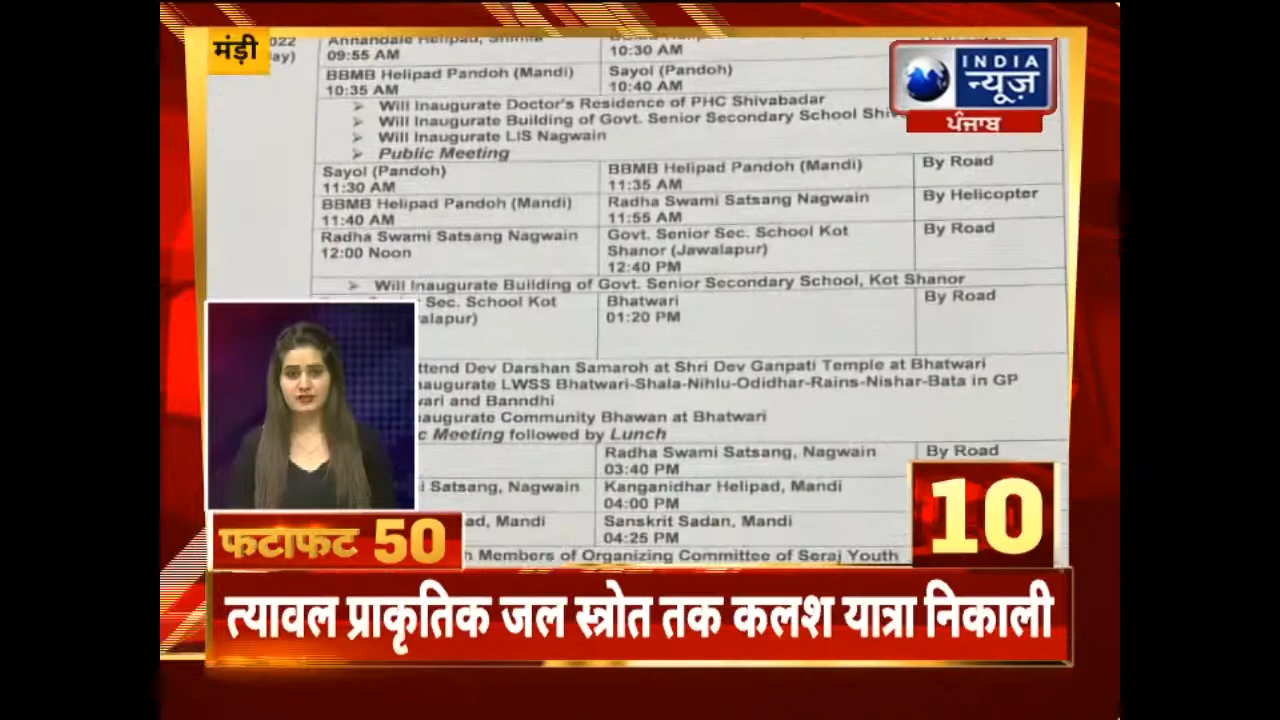 मंड़ी
2022
ay)
Annandale Helipad, Shimla
09:55 AM
10:30 AM
BBMB Helipad Pandoh (Mandi)
10:35 AM
Sayol (Pandoh)
10:40 AM
INDIA
न्यूज़
ਪੰਜਾਬ
➢ Will Inaugurate Doctor's Residence of PHC Shivabadar
➢ Will Inaugurate Building of Govt. Senior Secondary School
➢ Will Inaugurate LIS Nagwain
➢ Public Meeting
Sayol (Pandoh)
11:30 AM
BBMB Helipad Pandoh (Mandi)
11:35 AM
By Road
BBMB Helipad Pandoh (Mandi)
11:40 AM
Radha Swami Satsang Nagwain
11:55 AM
By Helicopter
Radha Swami Satsang Nagwain
12:00 Noon
Govt. Senior Sec. School Kot
Shanor (Jawalapur)
12:40 PM
By Road
➢ Will Inaugurate Building of Govt. Senior Secondary School, Kot Shanor
Sec. School Kot
alapur)
Bhatwari
01:20 PM
By Road
ttend Dev Darshan Samaroh at Shri Dev Ganpati Temple at Bhatwari
naugurate LWSS Bhatwari-Shala-Nihlu-Odidhar-Rains-Nishar-Bata in GP
wari and Banndhi
naugurate Community Bhawan at Bhatwari
c Meeting followed by Lunch
Radha Swami Satsang, Nagwain
03:40 PM
By Road
i Satsang, Nagwain
Kanganidhar Helipad, Mandi
04:00 PM
ad, Mandi
Sanskrit Sadan, Mandi
04:25 PM
h Members of Organizing Committee of Seraj Youth
10
फटाफट 50
त्यावल प्राकृतिक जल स्त्रोत तक कलश यात्रा निकाली